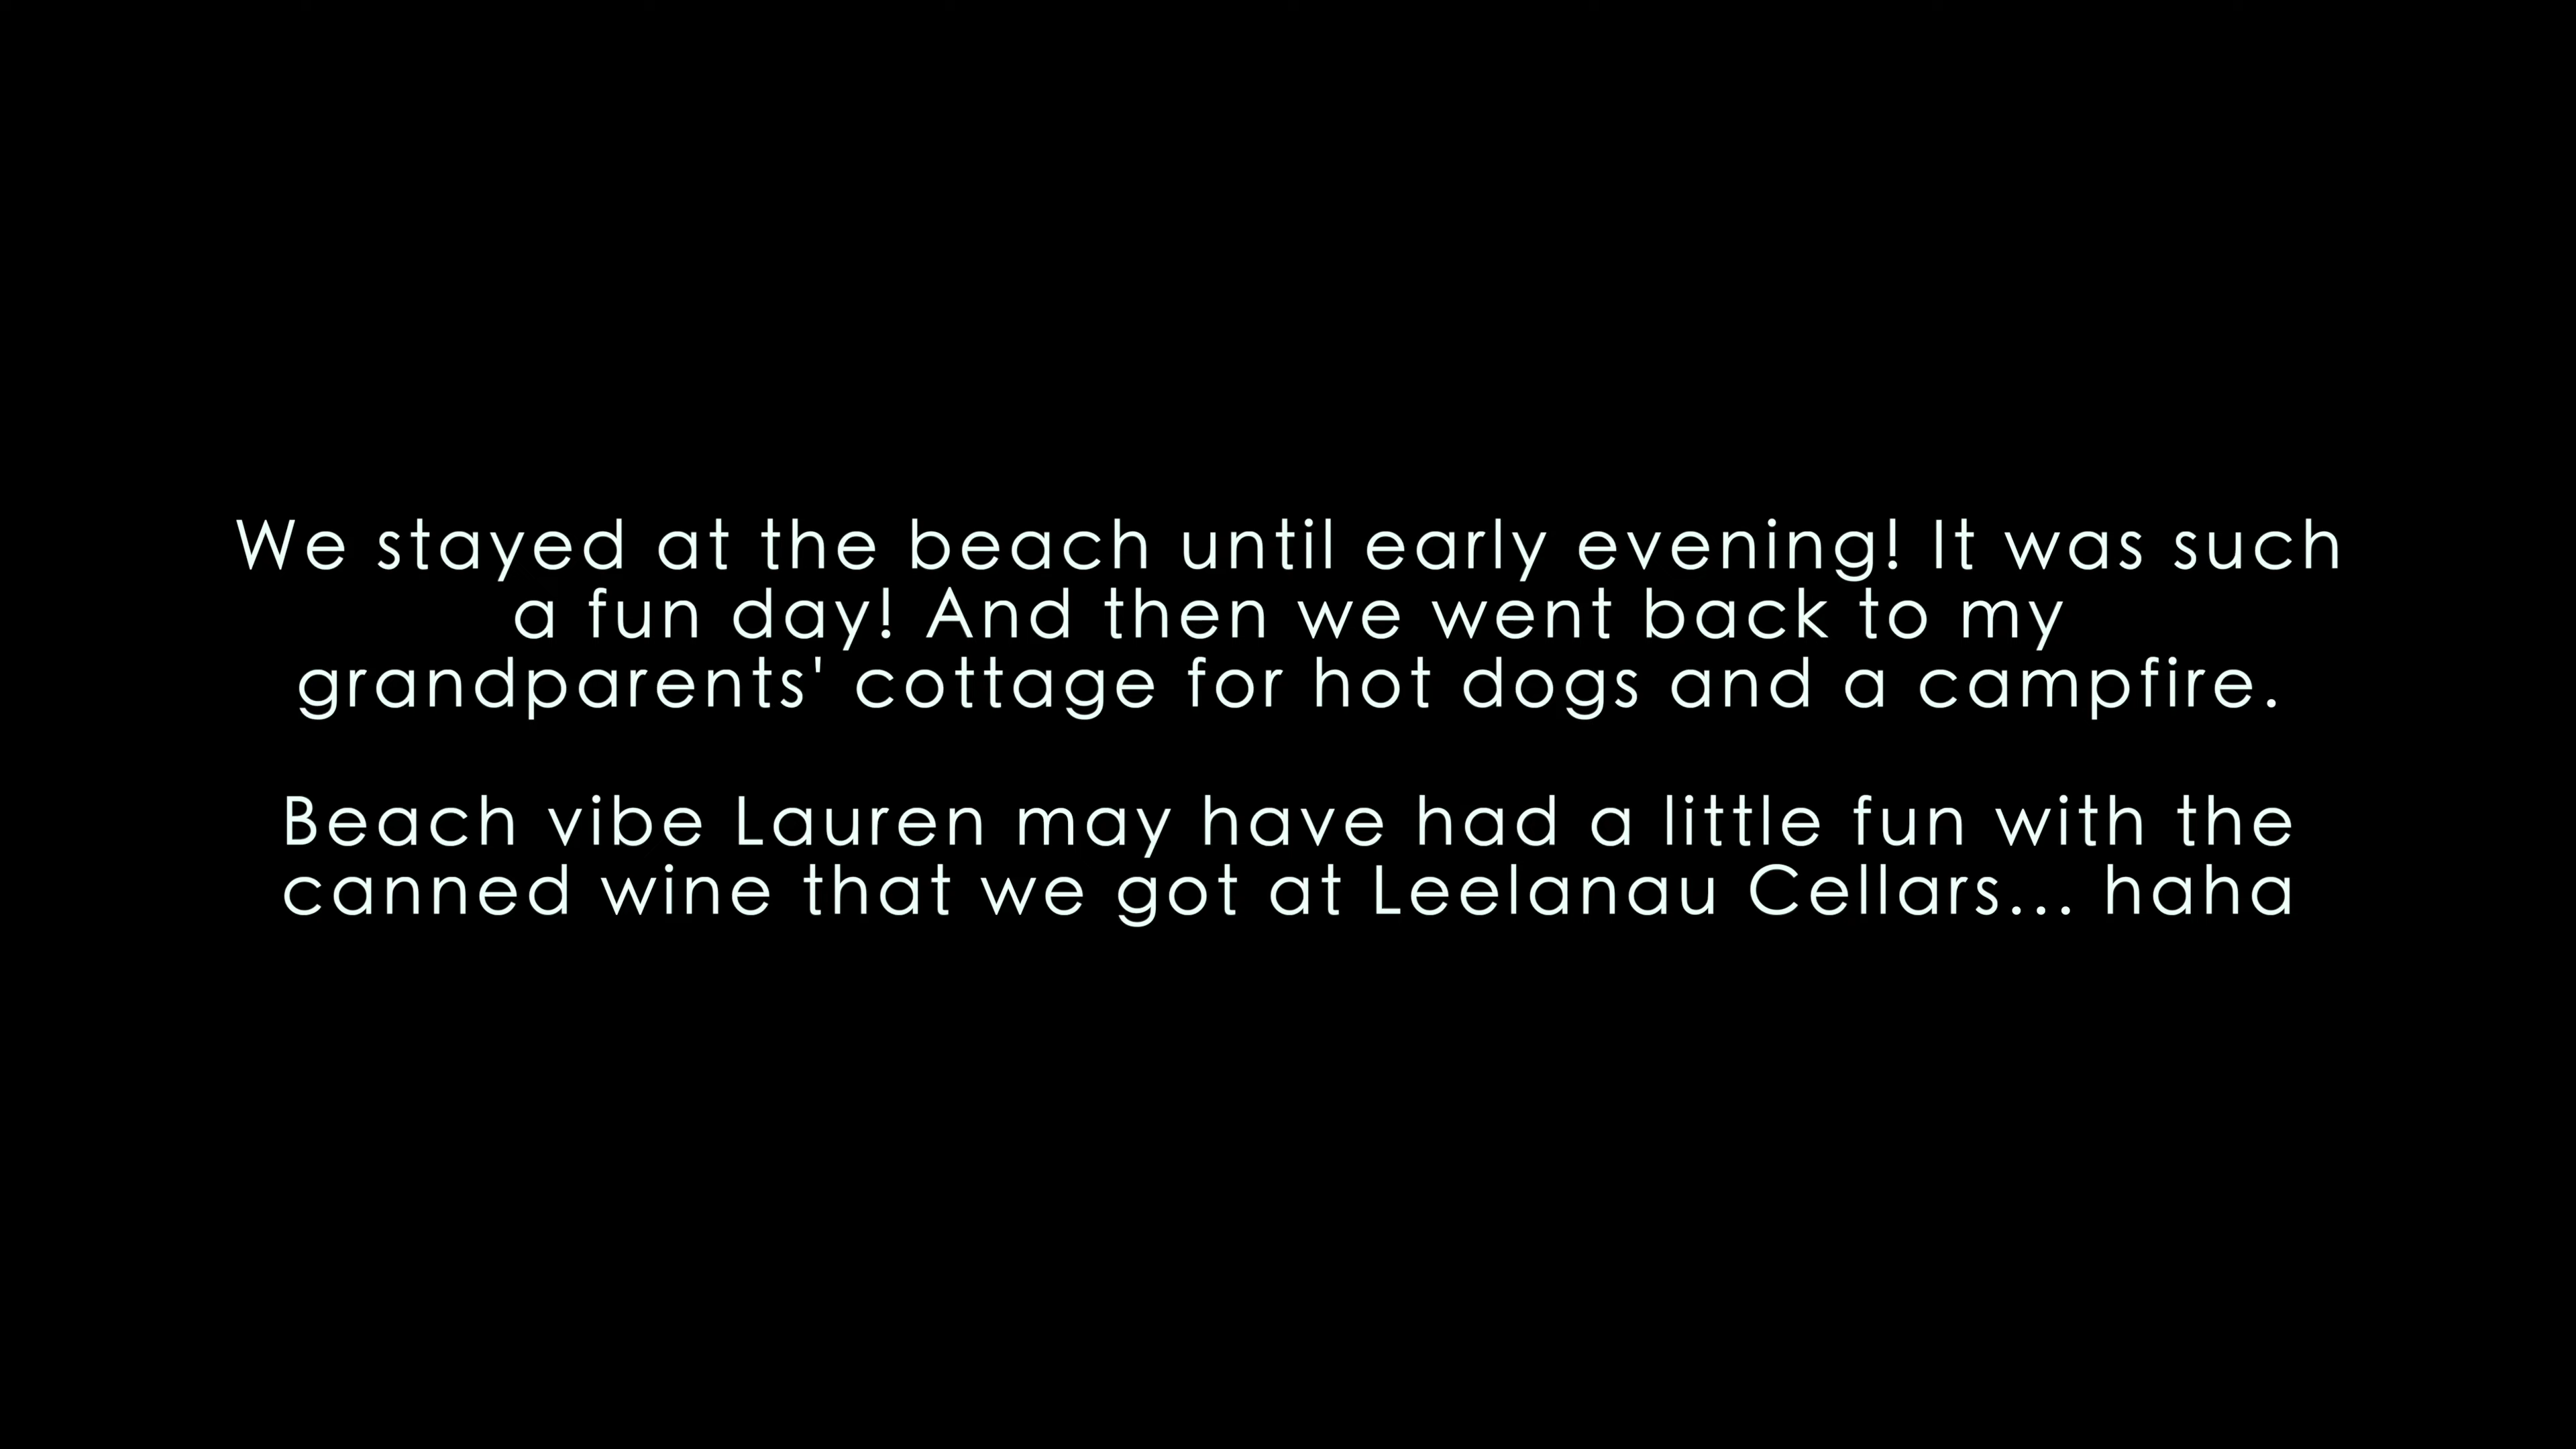 We stayed at the beach until early evening! It was such
a fun day! And then we went back to my
grandparents' cottage for hot dogs and a campfire.
Beach vibe Lauren may have had a little fun with the
canned wine that we got at Leelanau Cellars... haha